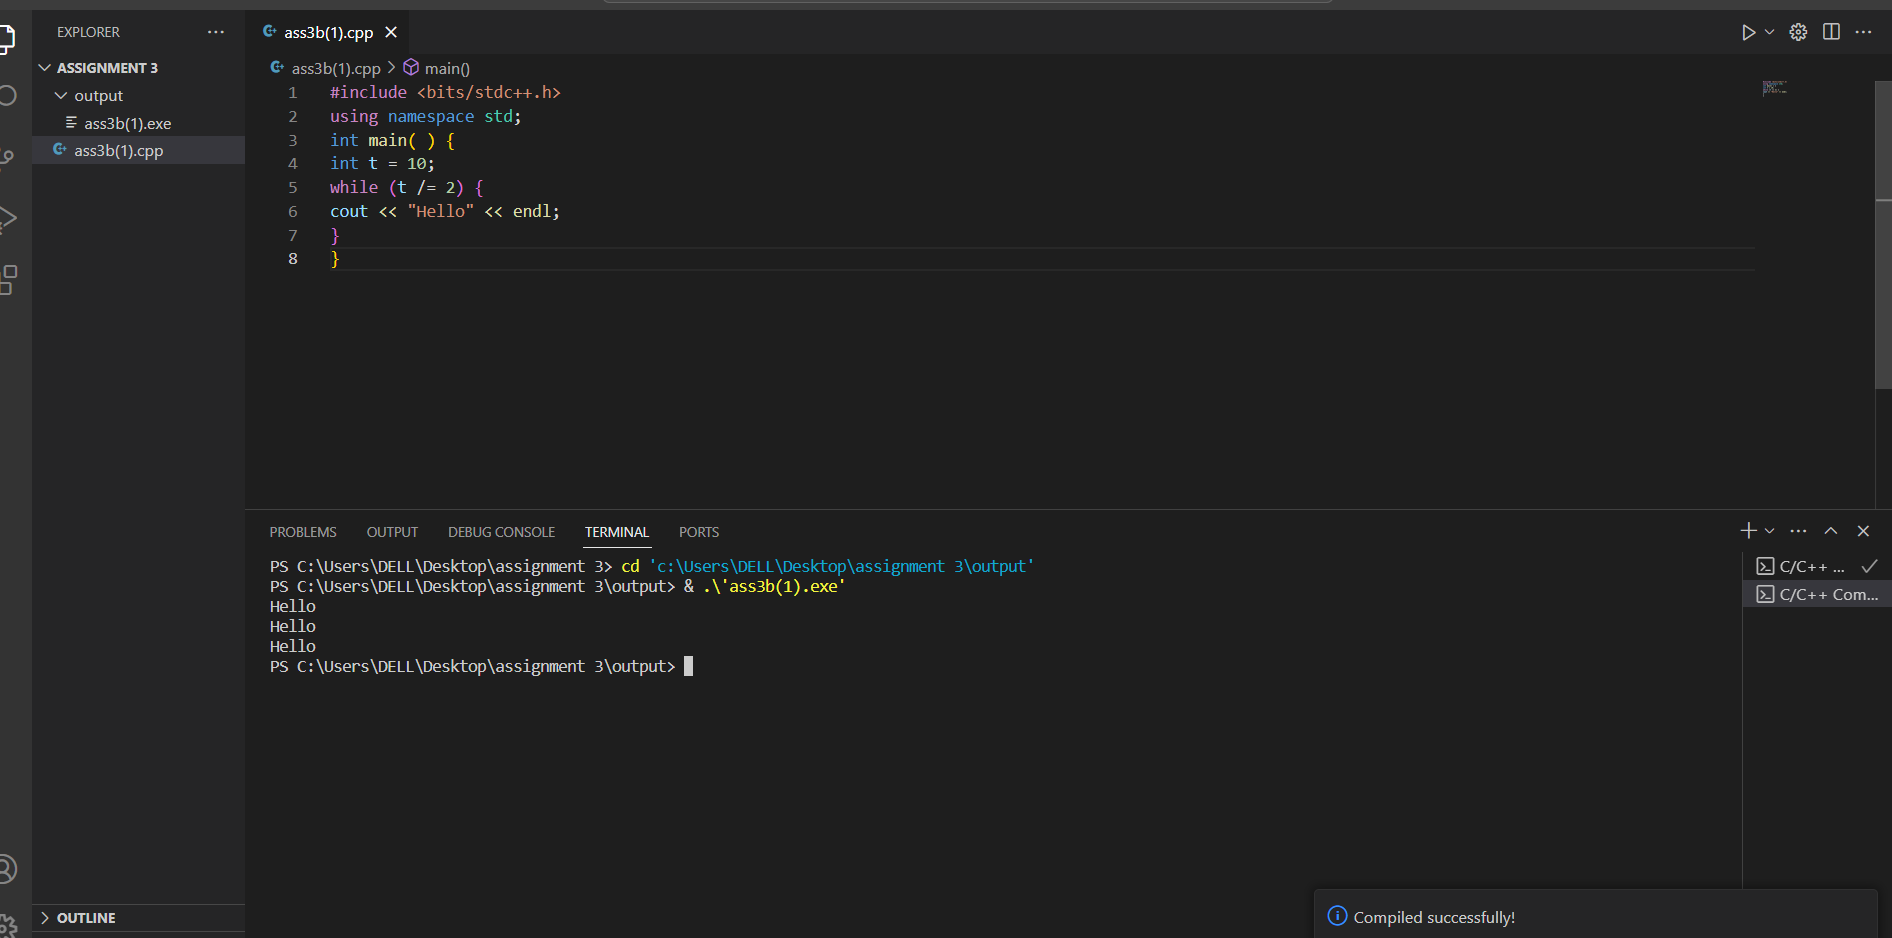 EXPLORER
ASSIGNMENT 3
output
ass3b(1).exe
ass3b(1).cpp
OUTLINE
ass3b(1).cpp
ass3b(1).cpp > main()
1 #include <bits/stdc++.h>
2 using namespace std;
3 int main( ) {
4 int t = 10;
5 while (t /= 2) {
6 cout << "Hello" << endl;
7 }
8 }
PROBLEMS OUTPUT DEBUG CONSOLE TERMINAL PORTS
PS C:\Users\DELL\Desktop\assignment 3> cd 'c:\Users\DELL\Desktop\assignment 3\output'
PS C:\Users\DELL\Desktop\assignment 3\output> & .\'ass3b(1).exe'
Hello
Hello
Hello
PS C:\Users\DELL\Desktop\assignment 3\output>
C/C++ ...
C/C++ Com...
Compiled successfully!